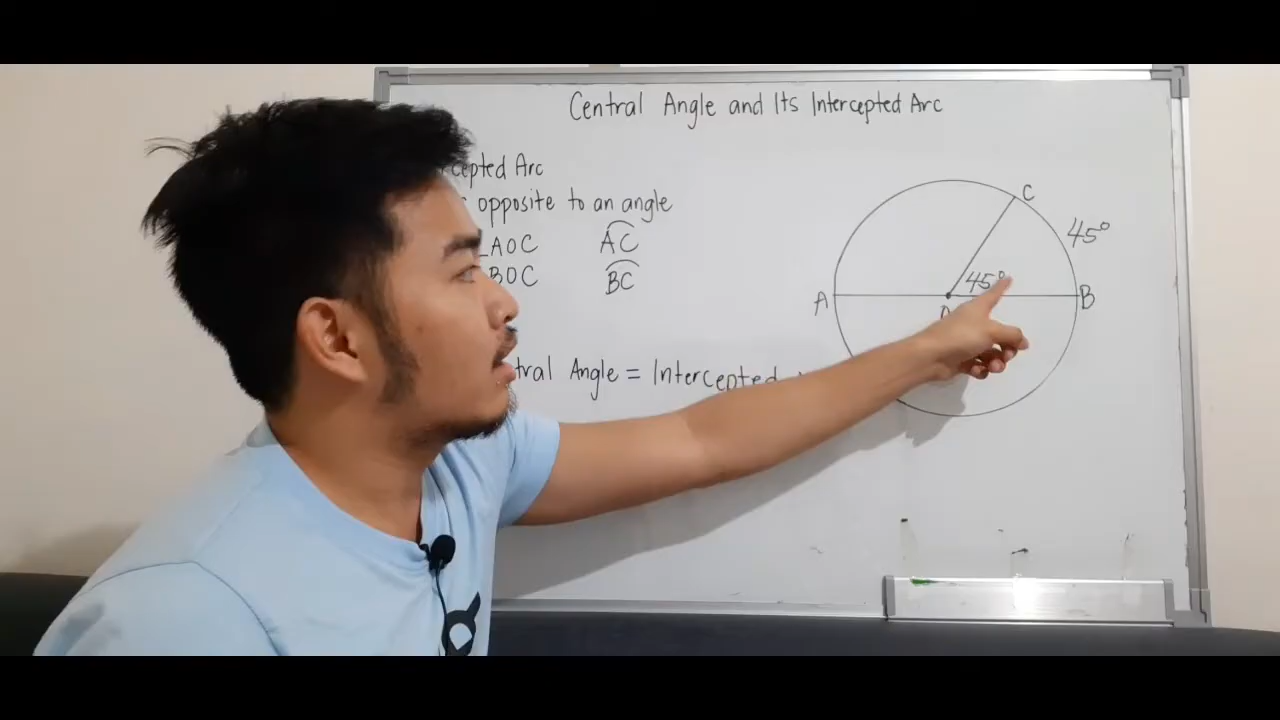 Central Angle and Its Intercepted Arc
cepted Arc
opposite to an angle
∠AOC AC
BOC BC
tral Angle = Intercepted
C
45°
45°
A
B